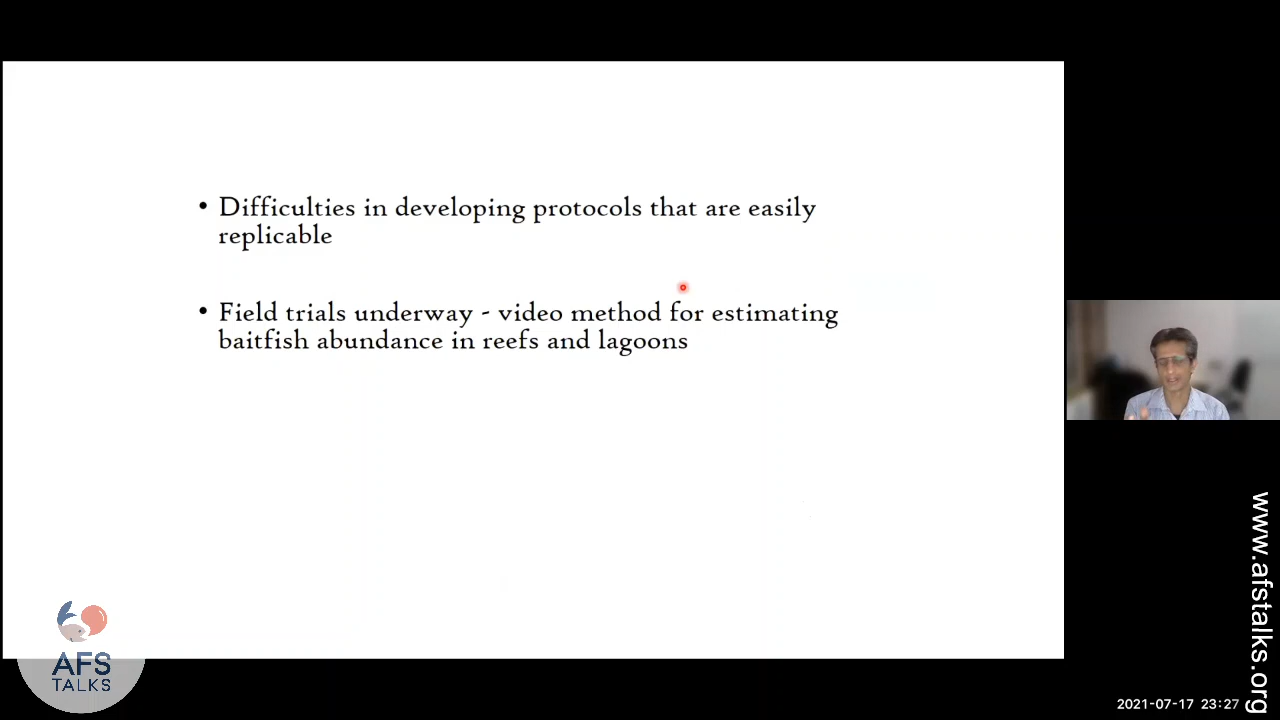 • Difficulties in developing protocols that are easily
replicable
• Field trials underway - video method for estimating
baitfish abundance in reefs and lagoons
AFS
TALKS
www.afstalks.org
2021-07-17 23:27